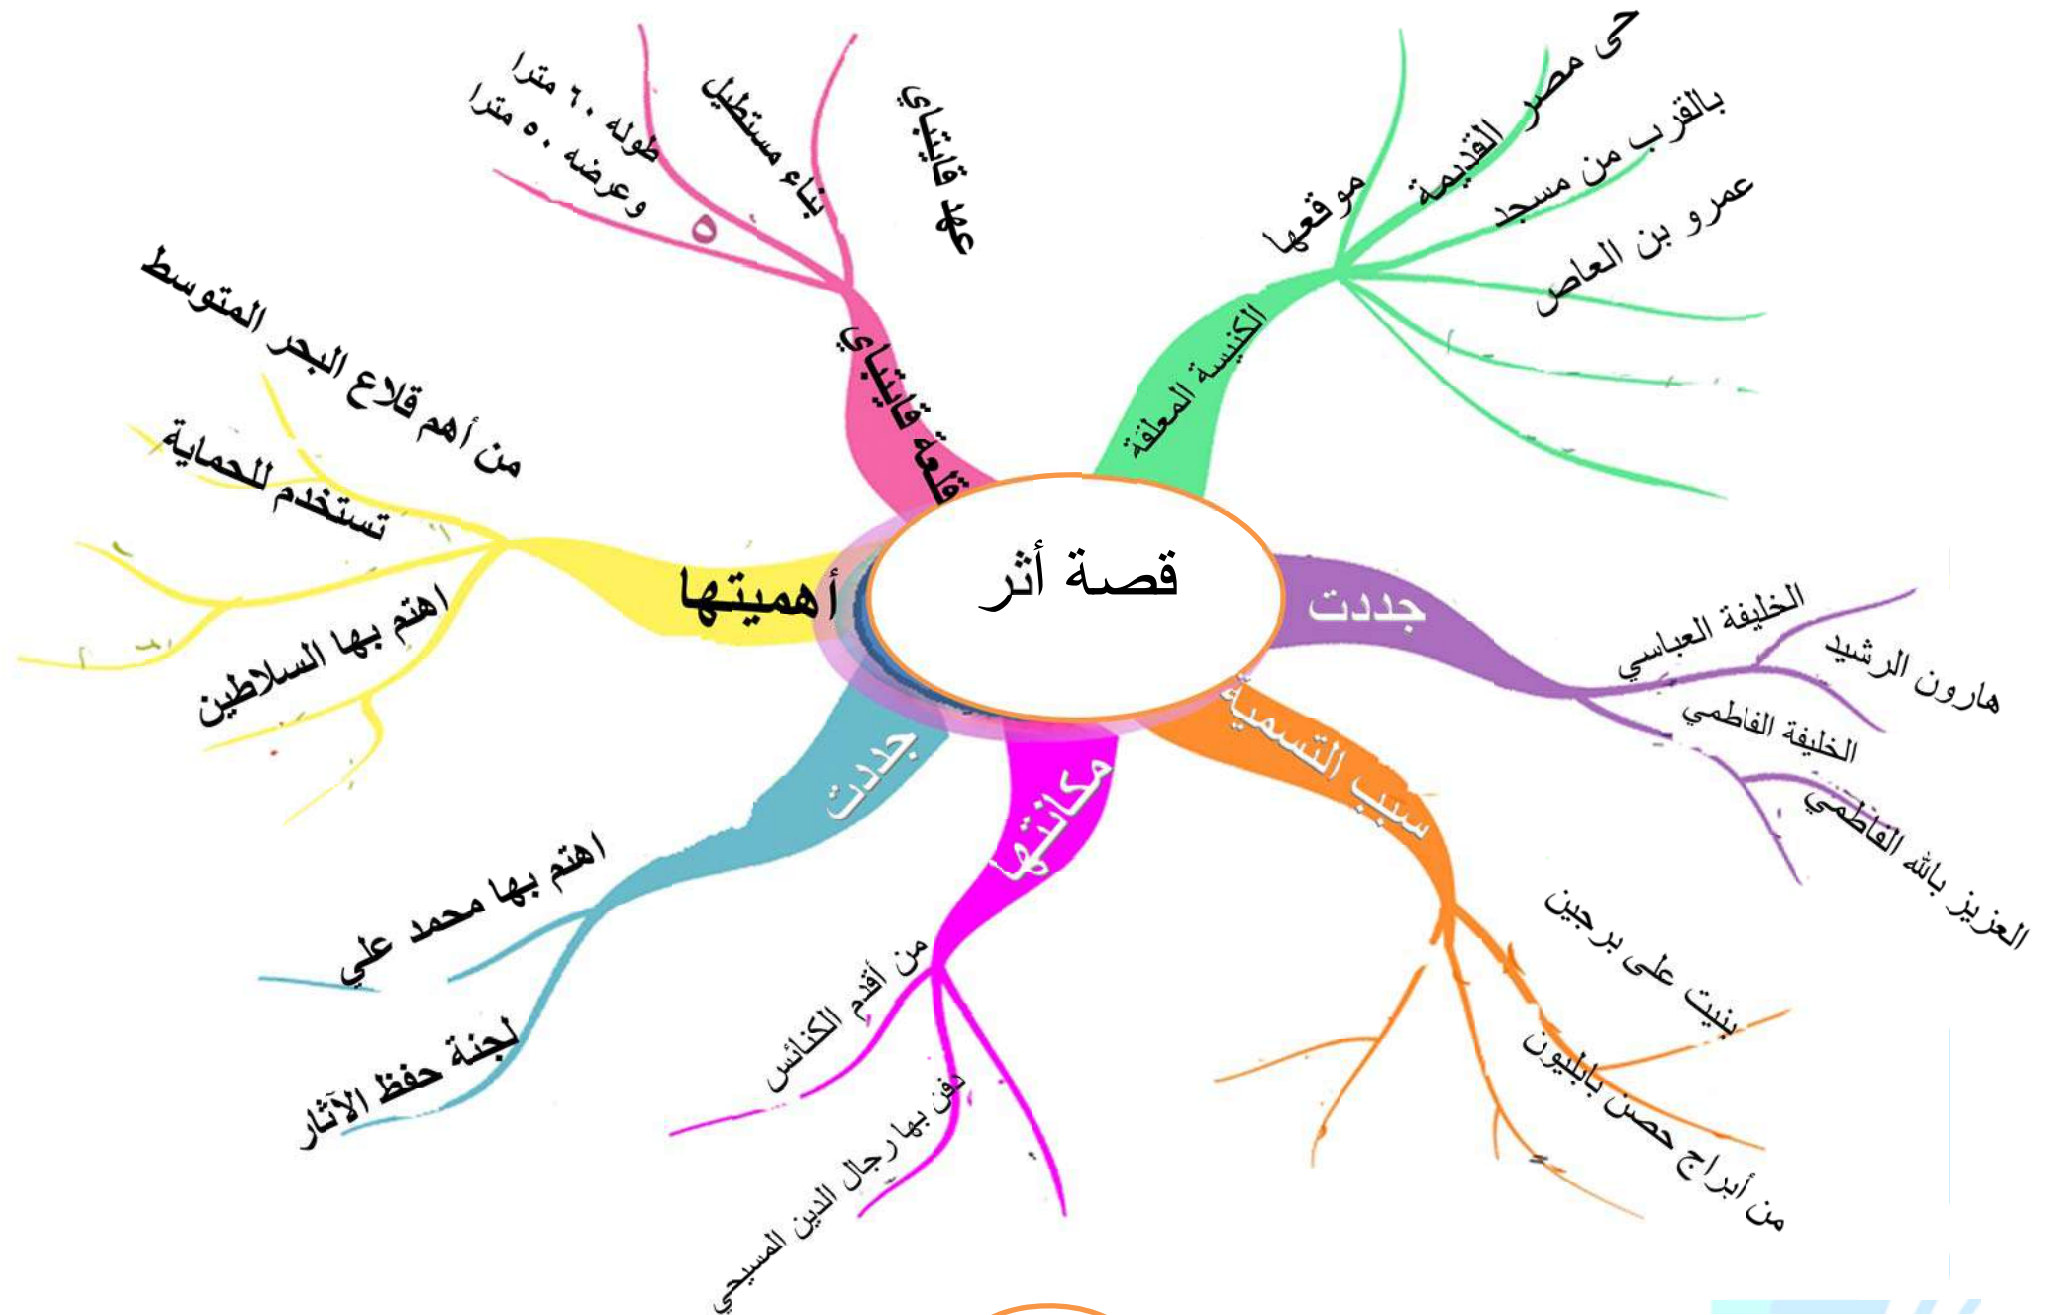 قصة أثر
الكنيسة المعلقة
موقعها
حى مصر القديمة
بالقرب من مسجد
عمرو بن العاص
جددت
الخليفة العباسي
هارون الرشيد
الخليفة الفاطمي
العزيز بالله الفاطمي
سبب التسمية
بنيت على برجين
من أبراج حصن بابليون
مكانتها
من أقدم الكنائس
دفن بها رجال الدين المسيحي
قلعة قايتباي
عهد قايتباي
بناء مستطيل
طوله ٦٠ مترا
وعرضه ٥٠ مترا
٥
أهميتها
من أهم قلاع البحر المتوسط
تستخدم للحماية
اهتم بها السلاطين
جددت
اهتم بها محمد علي
لجنة حفظ الآثار